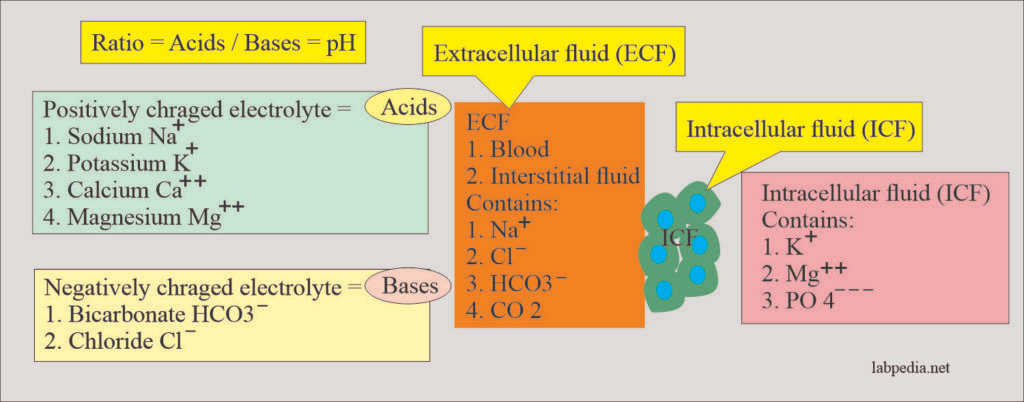 Ratio = Acids / Bases = pH
Extracellular fluid (ECF)
Positively chraged electrolyte = Acids
1. Sodium Na+
2. Potassium K+
3. Calcium Ca++
4. Magnesium Mg++
Negatively chraged electrolyte = Bases
1. Bicarbonate HCO3−
2. Chloride Cl−
ECF
1. Blood
2. Interstitial fluid
Contains:
1. Na+
2. Cl−
3. HCO3−
4. CO 2
Intracellular fluid (ICF)
ICF
Intracellular fluid (ICF)
Contains:
1. K+
2. Mg++
3. PO 4−−−
labpedia.net